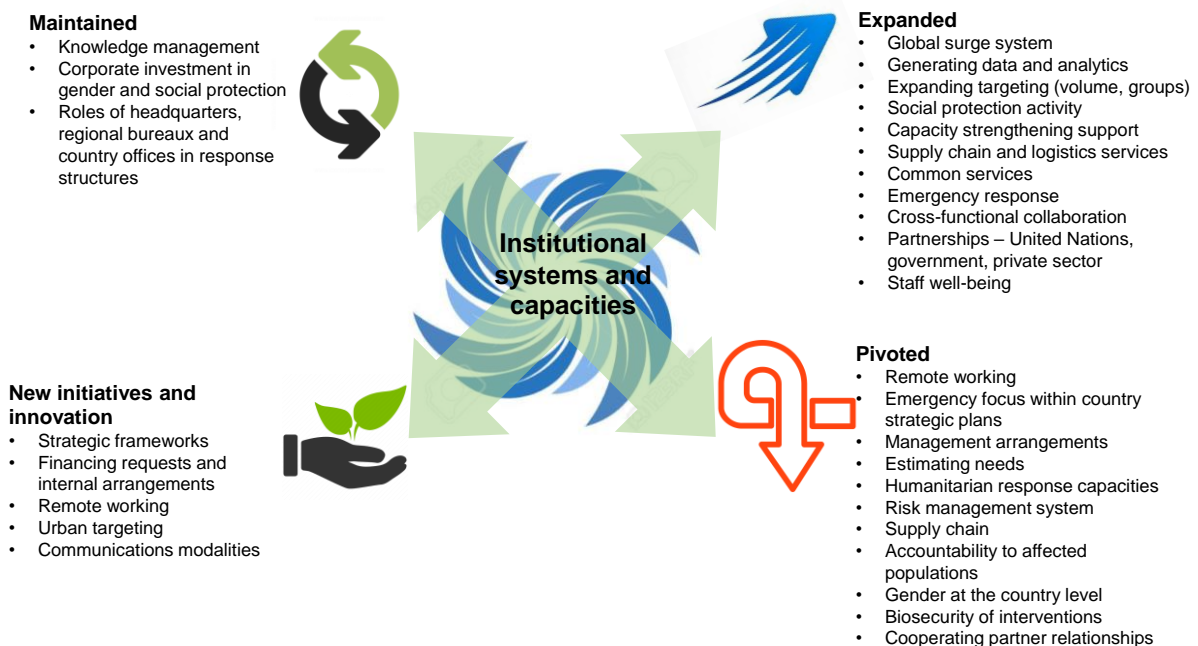 Maintained
• Knowledge management
• Corporate investment in
gender and social protection
• Roles of headquarters,
regional bureaux and
country offices in response
structures
Expanded
• Global surge system
• Generating data and analytics
• Expanding targeting (volume, groups)
• Social protection activity
• Capacity strengthening support
• Supply chain and logistics services
• Common services
• Emergency response
• Cross-functional collaboration
• Partnerships – United Nations,
government, private sector
• Staff well-being
Institutional
systems and
capacities
New initiatives and
innovation
• Strategic frameworks
• Financing requests and
internal arrangements
• Remote working
• Urban targeting
• Communications modalities
Pivoted
• Remote working
• Emergency focus within country
strategic plans
• Management arrangements
• Estimating needs
• Humanitarian response capacities
• Risk management system
• Supply chain
• Accountability to affected
populations
• Gender at the country level
• Biosecurity of interventions
• Cooperating partner relationships